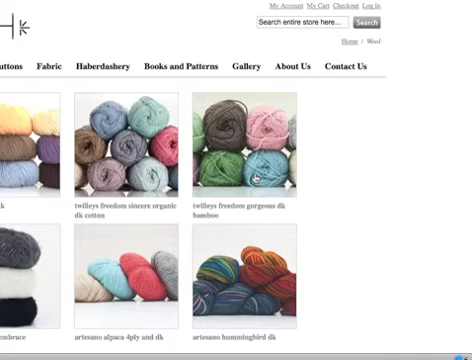 My Account My Cart Checkout Log In
Search entire store here... Search
Home / Wool
uttons Fabric Haberdashery Books and Patterns Gallery About Us Contact Us
k
twilleys freedom sincere organic
dk cotton
twilleys freedom gorgeous dk
bamboo
embrace
artesano alpaca 4ply and dk
artesano hummingbird dk